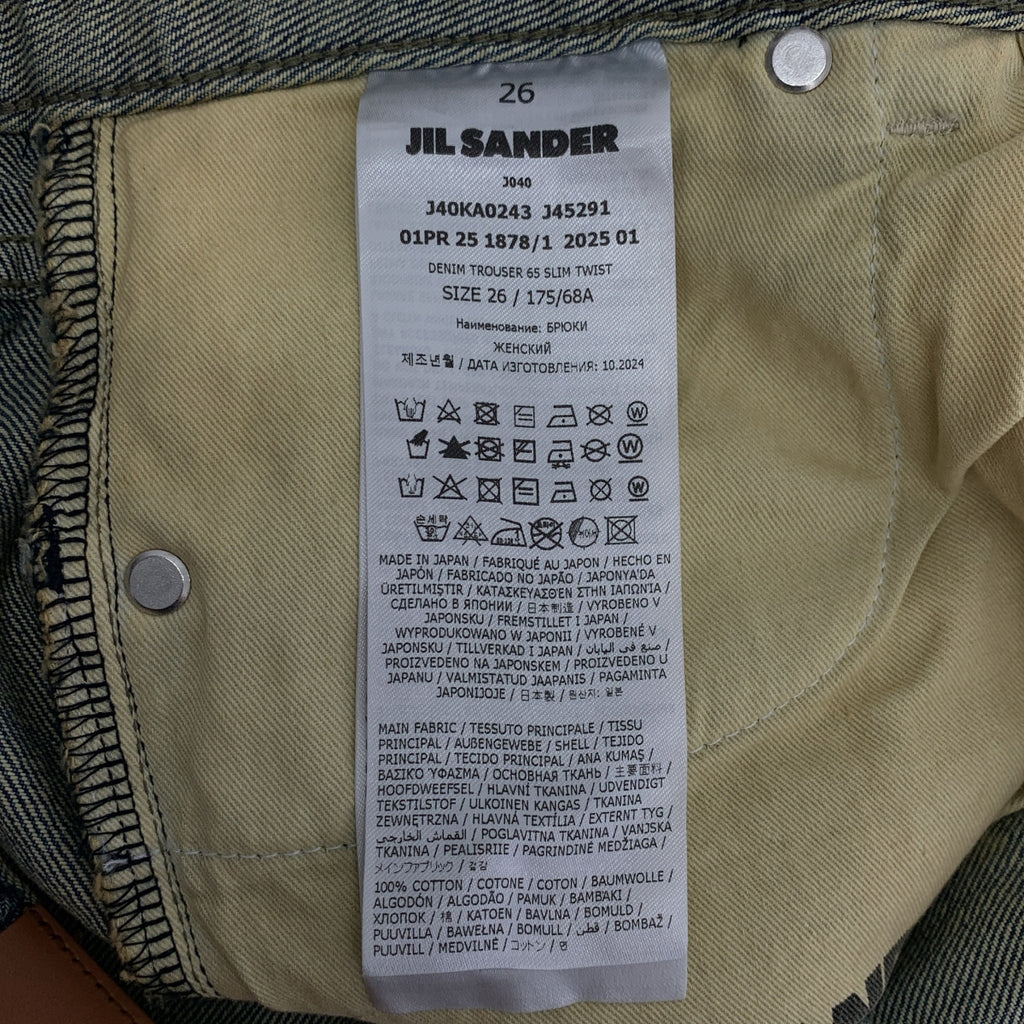 26
JIL SANDER
J040
J40KA0243 J45291
01PR 25 1878/1 2025 01
DENIM TROUSER 65 SLIM TWIST
SIZE 26 / 175/68A
Наименование: БРЮКИ
ЖЕНСКИЙ
제조년월 / ДАТА ИЗГОТОВЛЕНИЯ: 10.2024
W
W
W
손세탁
MADE IN JAPAN / FABRIQUÉ AU JAPON / HECHO EN
JAPÓN / FABRICADO NO JAPÃO / JAPONYA'DA
ÜRETILMIŞTIR / ΚΑΤΑΣΚΕΥΑΣΘΕΝ ΣΤΗΝ ΙΑΠΩΝΙΑ /
СДЕЛАНО В ЯПОНИИ / 日本制造 / VYROBENO V
JAPONSKU / FREMSTILLET I JAPAN /
WYPRODUKOWANO W JAPONII / VYROBENÉ V
JAPONSKU / TILLVERKAD I JAPAN / صنع في اليابان /
PROIZVEDENO NA JAPONSKEM / PROIZVEDENO U
JAPANU / VALMISTATUD JAAPANIS / PAGAMINTA
JAPONIJOJE / 日本製 / 원산지: 일본
MAIN FABRIC / TESSUTO PRINCIPALE / TISSU
PRINCIPAL / AUßENGEWEBE / SHELL / TEJIDO
PRINCIPAL / TECIDO PRINCIPAL / ANA KUMAŞ /
ΒΑΣΙΚΌ ΎΦΑΣΜΑ / ОСНОВНАЯ ТКАНЬ / 主要面料 /
HOOFDWEEFSEL / HLAVNÍ TKANINA / UDVENDIGT
TEKSTILSTOF / ULKOINEN KANGAS / TKANINA
ZEWNĘTRZNA / HLAVNÁ TEXTÍLIA / EXTERNT TYG /
القماش الخارجي / POGLAVITNA TKANINA / VANJSKA
TKANINA / PEALISRIIE / PAGRINDINĖ MEDŽIAGA /
メインファブリック / 겉감
100% COTTON / COTONE / COTON / BAUMWOLLE /
ALGODÓN / ALGODÃO / PAMUK / ΒΑΜΒΆΚΙ /
ХЛОПОК / 棉 / KATOEN / BAVLNA / BOMULD /
PUUVILLA / BAWEŁNA / BOMULL / قطن / BOMBAŽ /
PUUVILL / MEDVILNĖ / コットン / 면